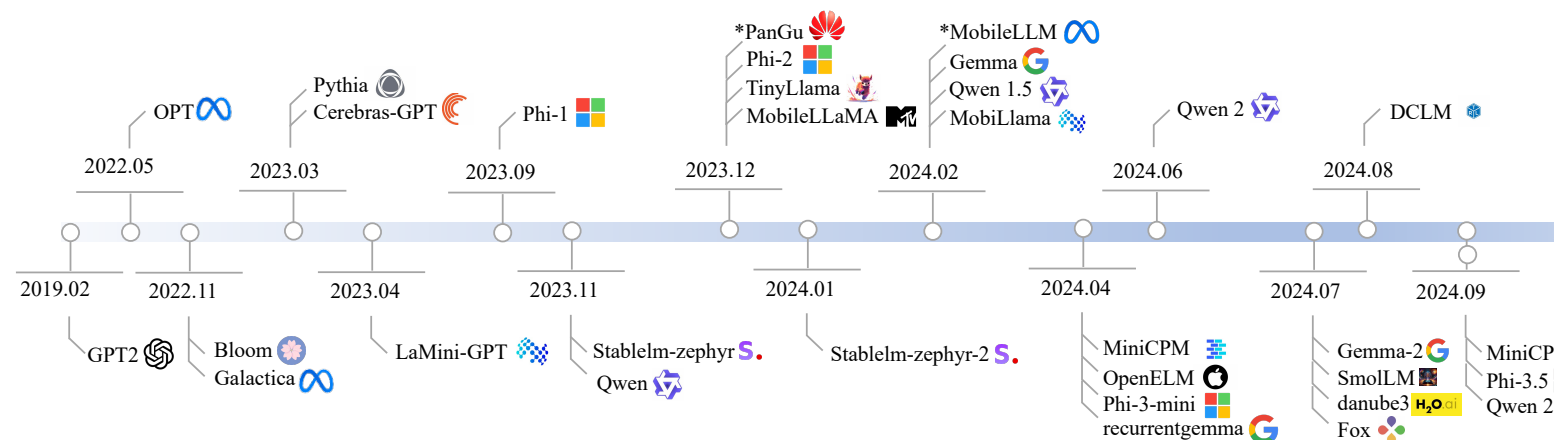 *PanGu
Phi-2
TinyLlama
MobileLLaMA
*MobileLLM
Gemma
Qwen 1.5
MobiLlama
Pythia
Cerebras-GPT
OPT
Phi-1
Qwen 2
DCLM
2022.05
2023.03
2023.09
2023.12
2024.02
2024.06
2024.08
2019.02
2022.11
2023.04
2023.11
2024.01
2024.04
2024.07
2024.09
GPT2
Bloom
Galactica
LaMini-GPT
Stablelm-zephyr S.
Qwen
Stablelm-zephyr-2 S.
MiniCPM
OpenELM
Phi-3-mini
recurrentgemma
Gemma-2
SmolLM
danube3 H2O.ai
Fox
MiniCP
Phi-3.5
Qwen 2